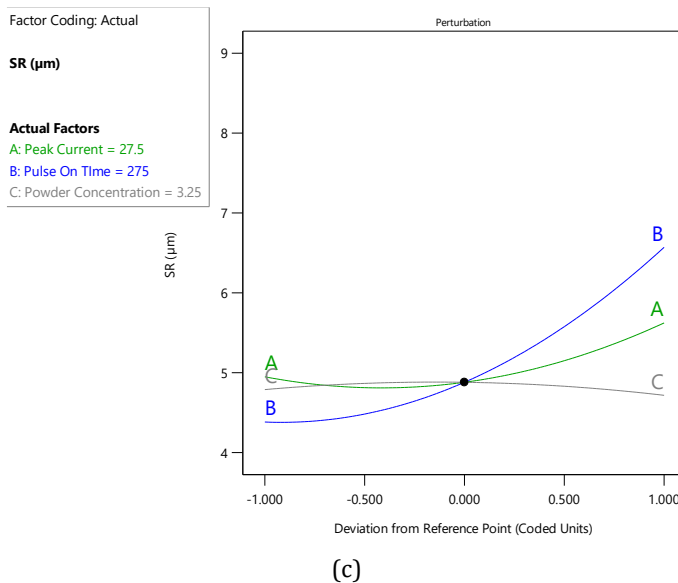 Factor Coding: Actual
SR (µm)
Actual Factors
A: Peak Current = 27.5
B: Pulse On TIme = 275
C: Powder Concentration = 3.25
Perturbation
SR (µm)
9
8
7
6
5
4
B
A
C
A
C
B
-1.000
-0.500
0.000
0.500
1.000
Deviation from Reference Point (Coded Units)
(c)